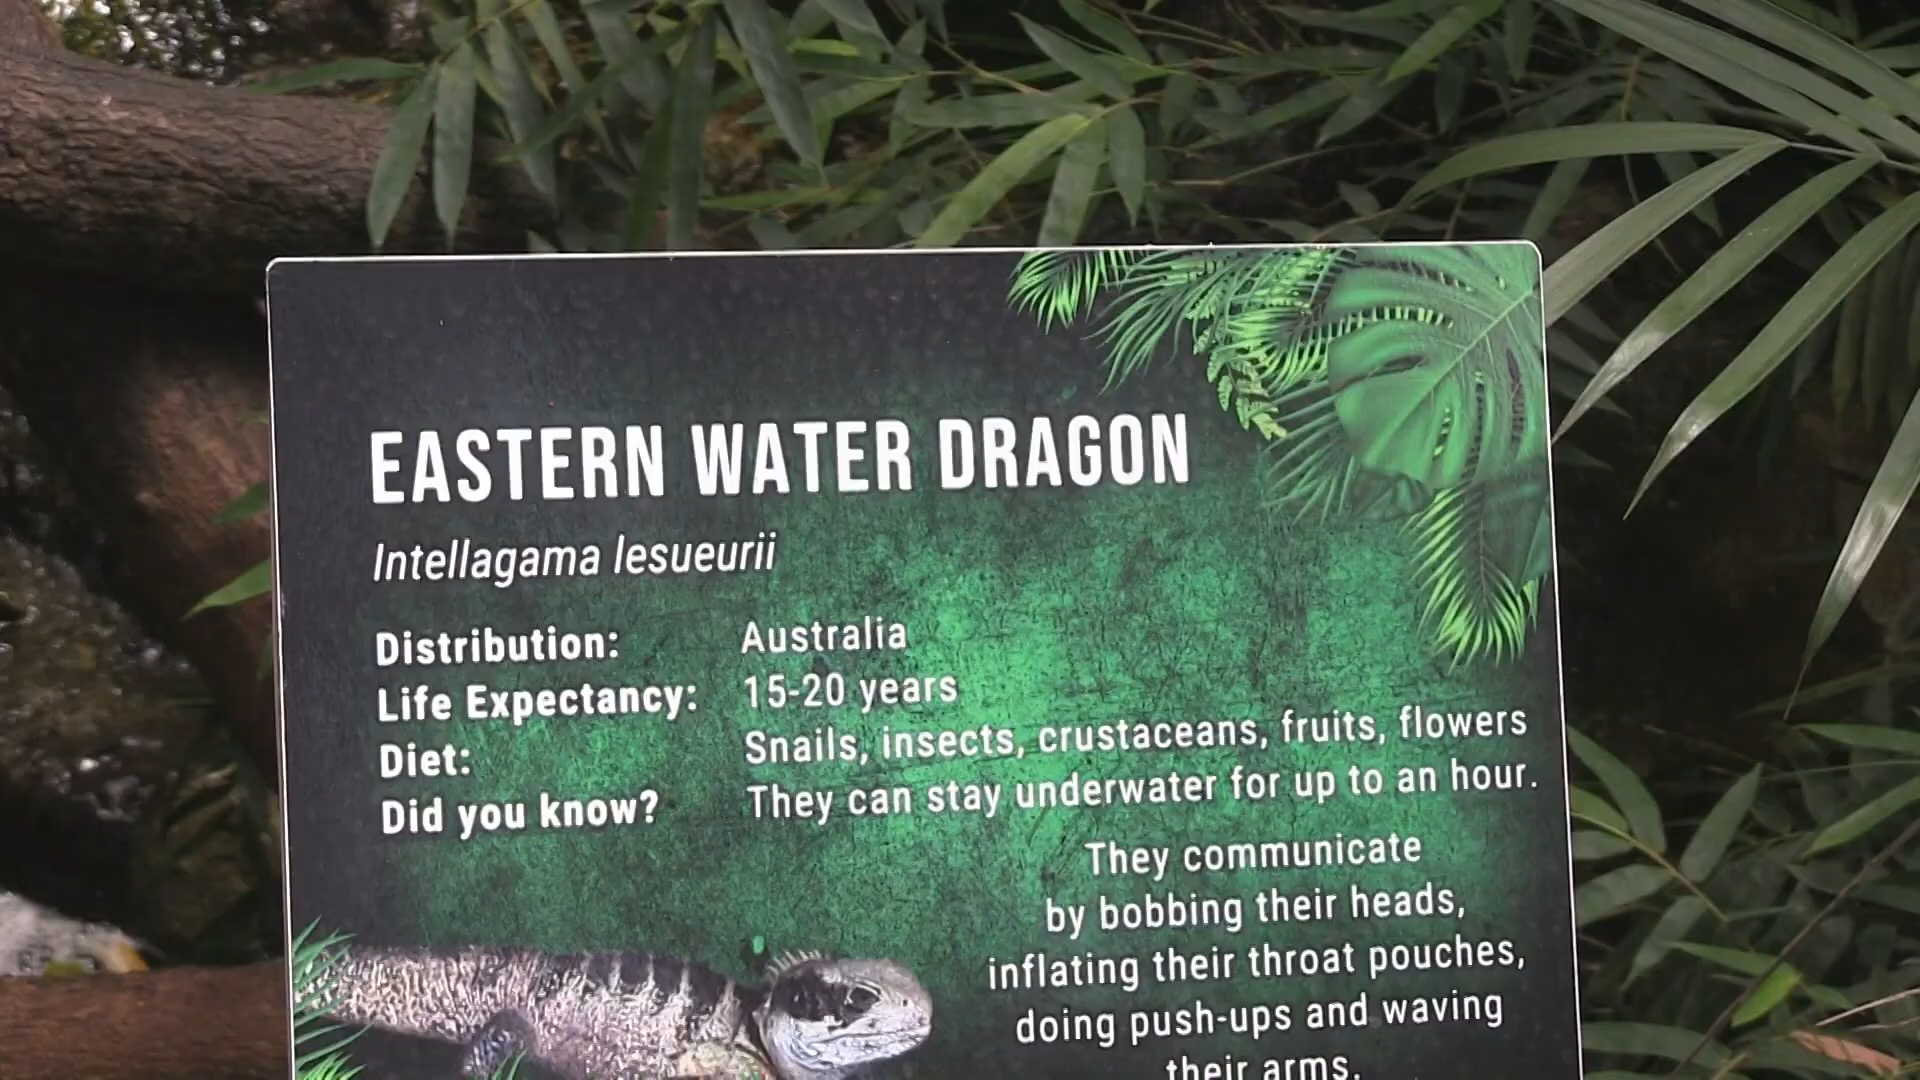 EASTERN WATER DRAGON
Intellagama lesueurii
Distribution: Australia
Life Expectancy: 15-20 years
Diet: Snails, insects, crustaceans, fruits, flowers
Did you know? They can stay underwater for up to an hour.
They communicate
by bobbing their heads,
inflating their throat pouches,
doing push-ups and waving
their arms.